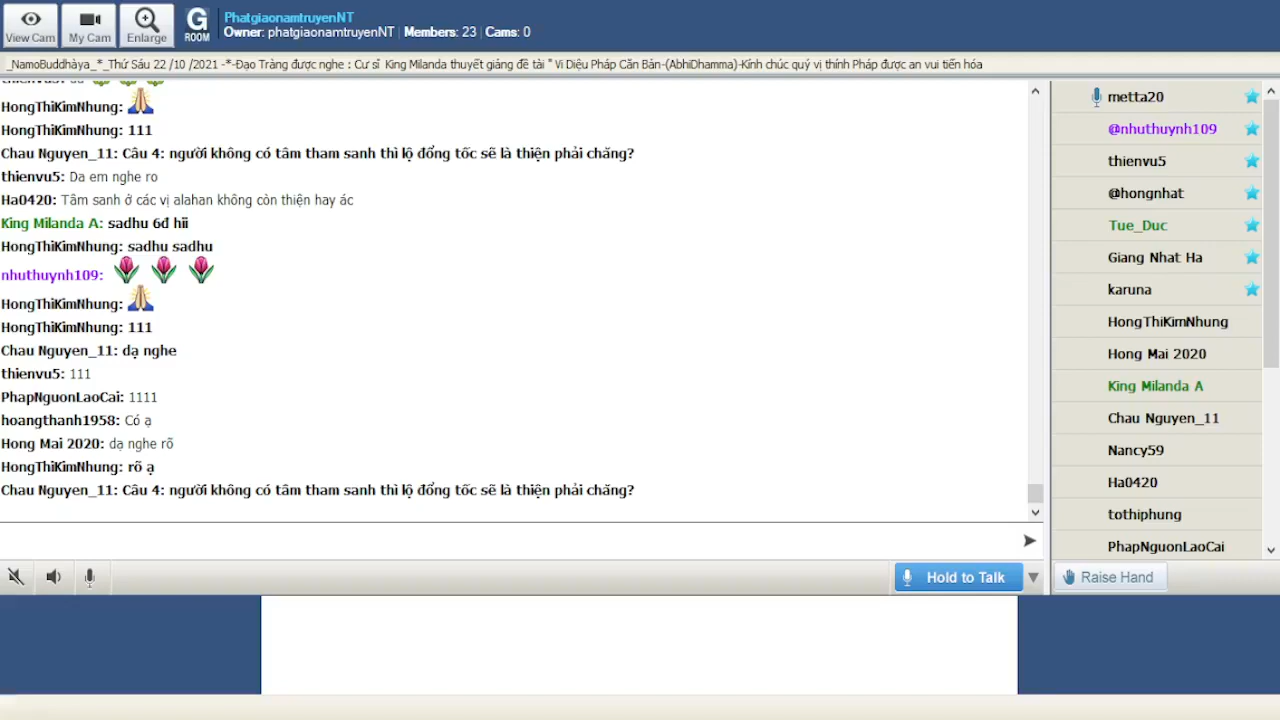 View Cam
My Cam
Enlarge
G ROOM
PhatgiaonamtruyenNT
Owner: phatgiaonamtruyenNT | Members: 23 | Cams: 0
_NamoBuddhàya_*_Thứ Sáu 22 /10 /2021 -*-Đạo Tràng được nghe : Cư sĩ King Milanda thuyết giảng đề tài " Vi Diệu Pháp Căn Bản-(AbhiDhamma)-Kính chúc quý vị thính Pháp được an vui tiến hóa
HongThiKimNhung:
HongThiKimNhung: 111
Chau Nguyen_11: Câu 4: người không có tâm tham sanh thì lộ đổng tốc sẽ là thiện phải chăng?
thienvu5: Da em nghe ro
Ha0420: Tâm sanh ở các vị alahan không còn thiện hay ác
King Milanda A: sadhu 6đ hii
HongThiKimNhung: sadhu sadhu
nhuthuynh109:
HongThiKimNhung:
HongThiKimNhung: 111
Chau Nguyen_11: dạ nghe
thienvu5: 111
PhapNguonLaoCai: 1111
hoangthanh1958: Có ạ
Hong Mai 2020: dạ nghe rõ
HongThiKimNhung: rõ ạ
Chau Nguyen_11: Câu 4: người không có tâm tham sanh thì lộ đổng tốc sẽ là thiện phải chăng?
metta20
@nhuthuynh109
thienvu5
@hongnhat
Tue_Duc
Giang Nhat Ha
karuna
HongThiKimNhung
Hong Mai 2020
King Milanda A
Chau Nguyen_11
Nancy59
Ha0420
tothiphung
PhapNguonLaoCai
Hold to Talk
Raise Hand